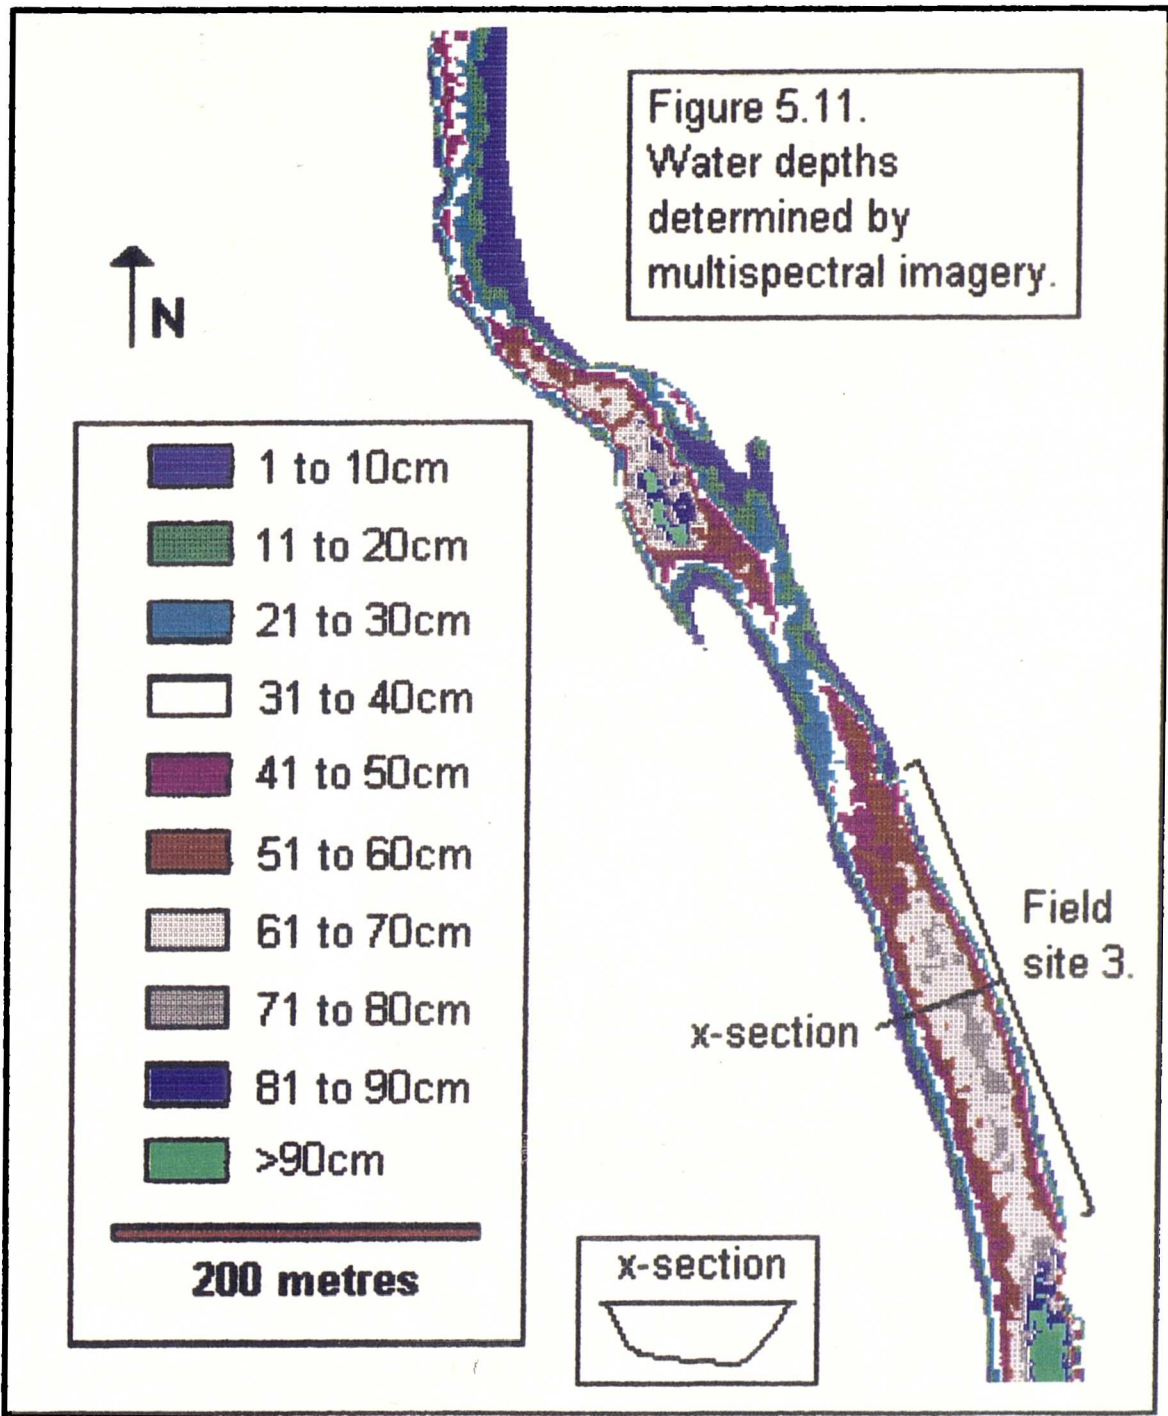 Figure 5.11.
Water depths
determined by
multispectral imagery.
N
1 to 10cm
11 to 20cm
21 to 30cm
31 to 40cm
41 to 50cm
51 to 60cm
61 to 70cm
71 to 80cm
81 to 90cm
>90cm
200 metres
Field
site 3.
x-section
x-section